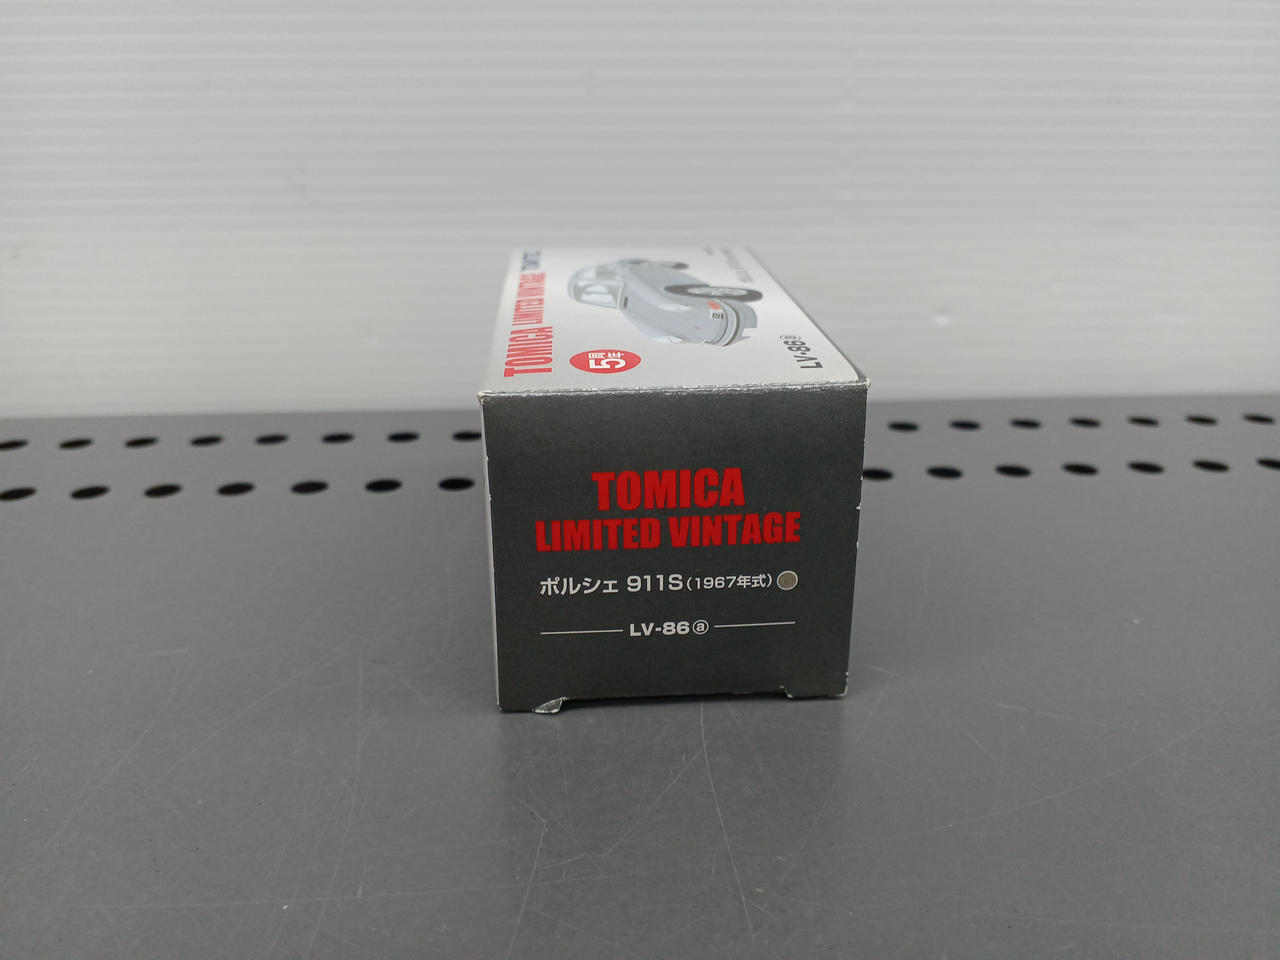 TOMICA LIMITED VINTAGE
5周年
LV-86ⓐ
TOMICA
LIMITED VINTAGE
ポルシェ 911S(1967年式)
LV-86ⓐ